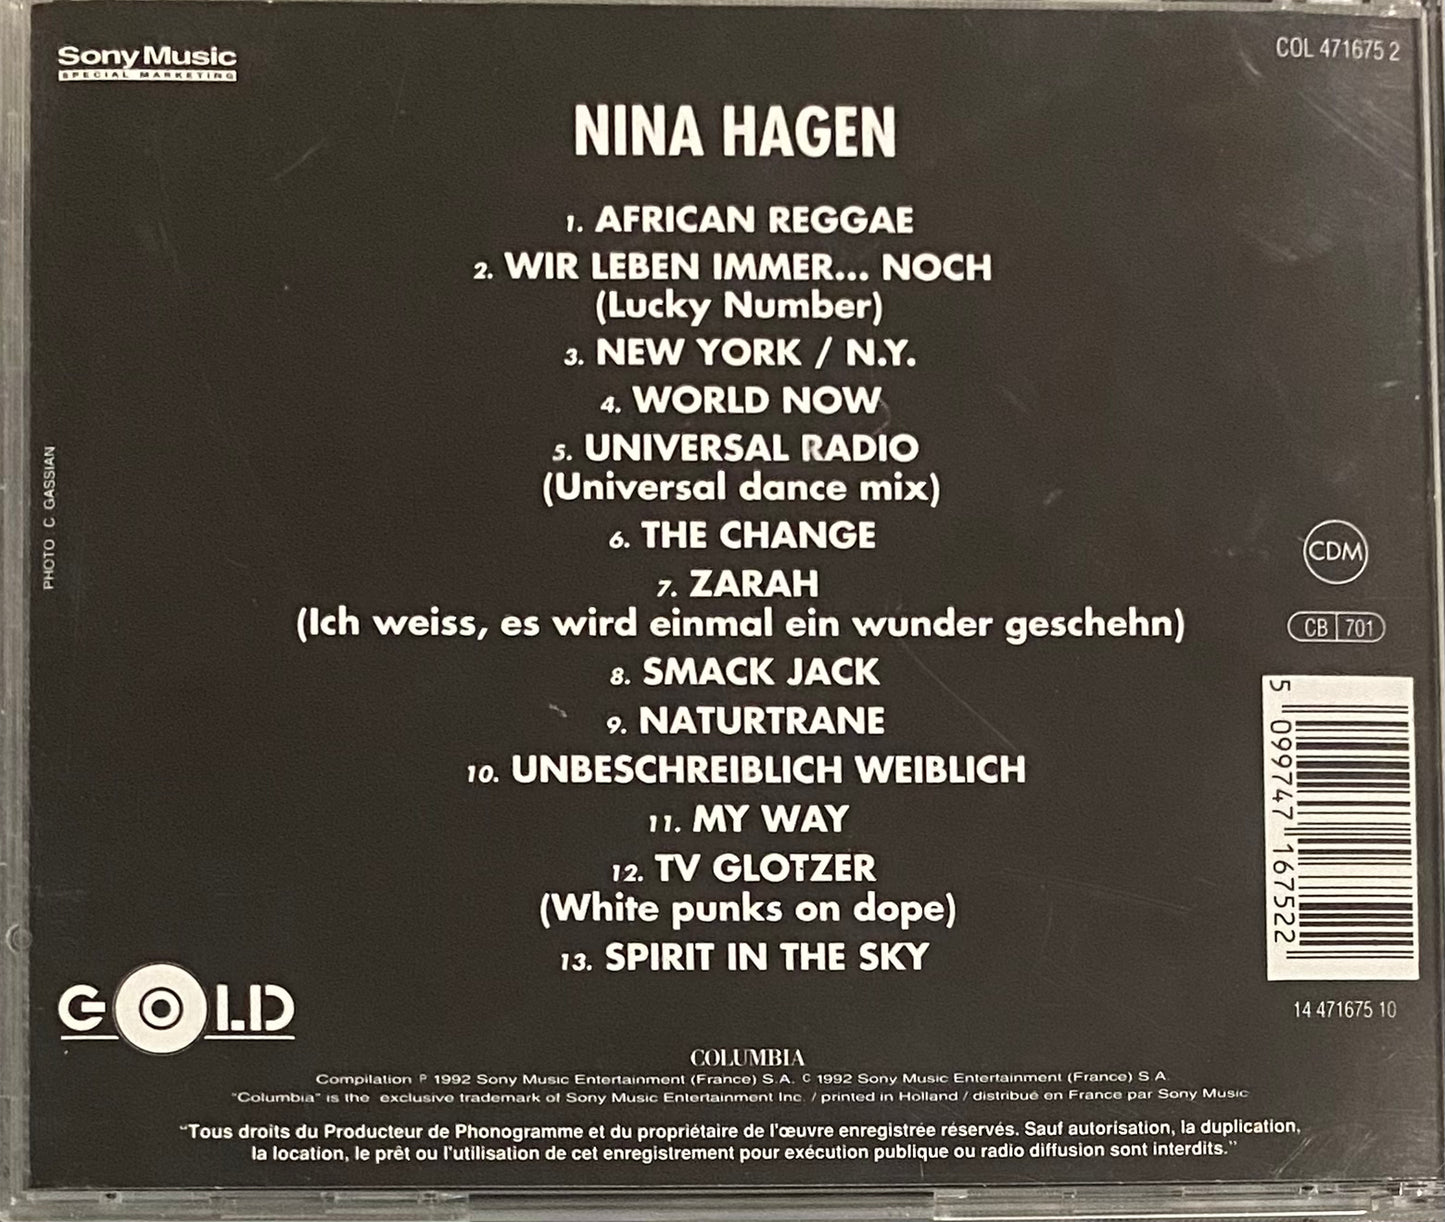 Sony Music
SPECIAL MARKETING
COL 471675 2
NINA HAGEN
1. AFRICAN REGGAE
2. WIR LEBEN IMMER... NOCH
(Lucky Number)
3. NEW YORK / N.Y.
4. WORLD NOW
5. UNIVERSAL RADIO
(Universal dance mix)
6. THE CHANGE
7. ZARAH
(Ich weiss, es wird einmal ein wunder geschehn)
8. SMACK JACK
9. NATURTRANE
10. UNBESCHREIBLICH WEIBLICH
11. MY WAY
12. TV GLOTZER
(White punks on dope)
13. SPIRIT IN THE SKY
PHOTO C GASSIAN
CDM
CB 701
5 099747 167522
14 471675 10
GOLD
COLUMBIA
Compilation ℗ 1992 Sony Music Entertainment (France) S.A. © 1992 Sony Music Entertainment (France) S A
"Columbia" is the exclusive trademark of Sony Music Entertainment Inc. / printed in Holland / distribué en France par Sony Music
"Tous droits du Producteur de Phonogramme et du propriétaire de l'œuvre enregistrée réservés. Sauf autorisation, la duplication,
la location, le prêt ou l'utilisation de cet enregistrement pour exécution publique ou radio diffusion sont interdits."